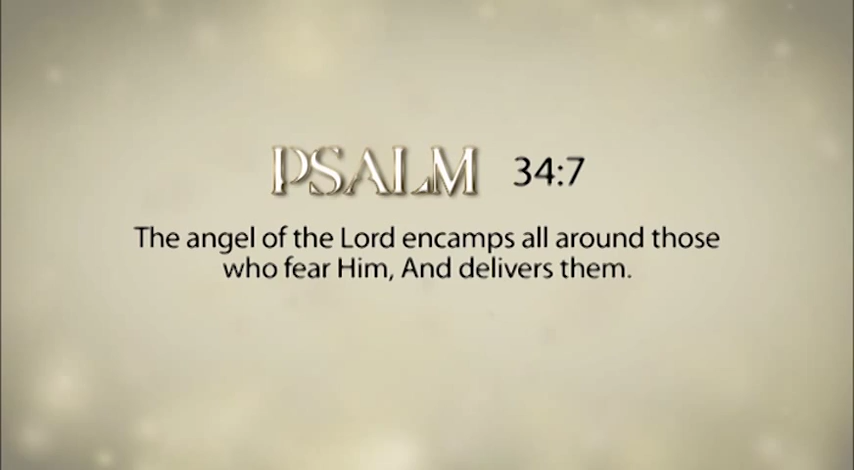 PSALM 34:7
The angel of the Lord encamps all around those
who fear Him, And delivers them.